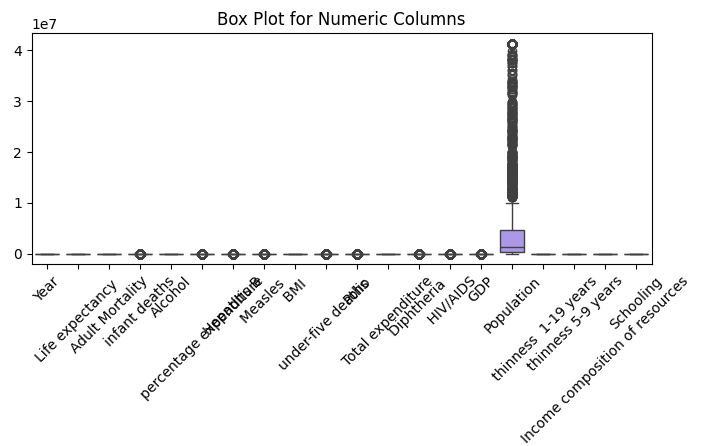 Box Plot for Numeric Columns
1e7
4
3
2
1
0
Year
Life expectancy
Adult Mortality
infant deaths
Alcohol
percentage expenditure
Hepatitis B
Measles
BMI
under-five deaths
Polio
Total expenditure
Diphtheria
HIV/AIDS
GDP
Population
thinness  1-19 years
thinness 5-9 years
Income composition of resources
Schooling